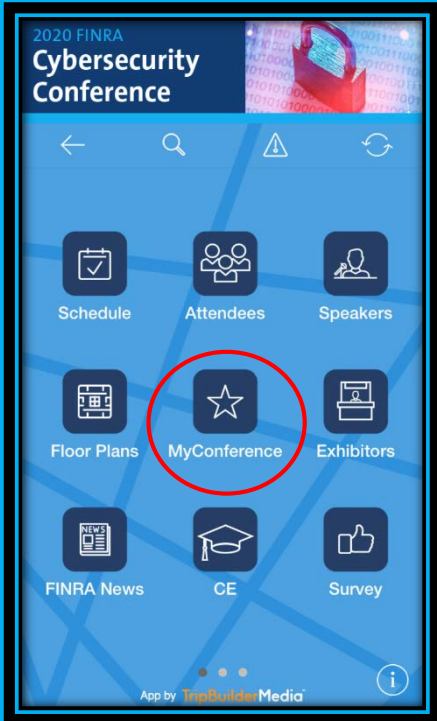 2020 FINRA
Cybersecurity
Conference
Schedule
Attendees
Speakers
Floor Plans
MyConference
Exhibitors
NEWS
FINRA News
CE
Survey
i
App by TripBuilderMedia